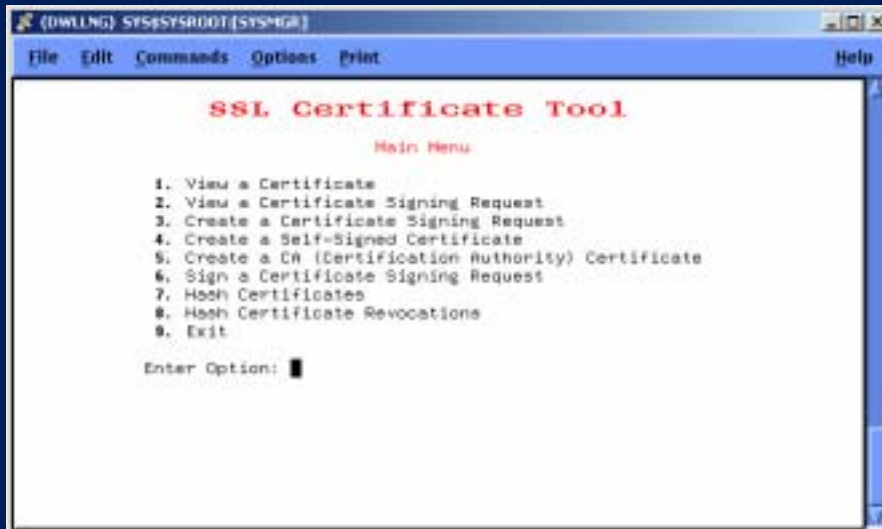 (DWLLNG) SYS$SYSROOT:[SYSMGR]
File Edit Commands Options Print Help
SSL Certificate Tool
Main Menu
1. View a Certificate
2. View a Certificate Signing Request
3. Create a Certificate Signing Request
4. Create a Self-Signed Certificate
5. Create a CA (Certification Authority) Certificate
6. Sign a Certificate Signing Request
7. Hash Certificates
8. Hash Certificate Revocations
9. Exit
Enter Option: